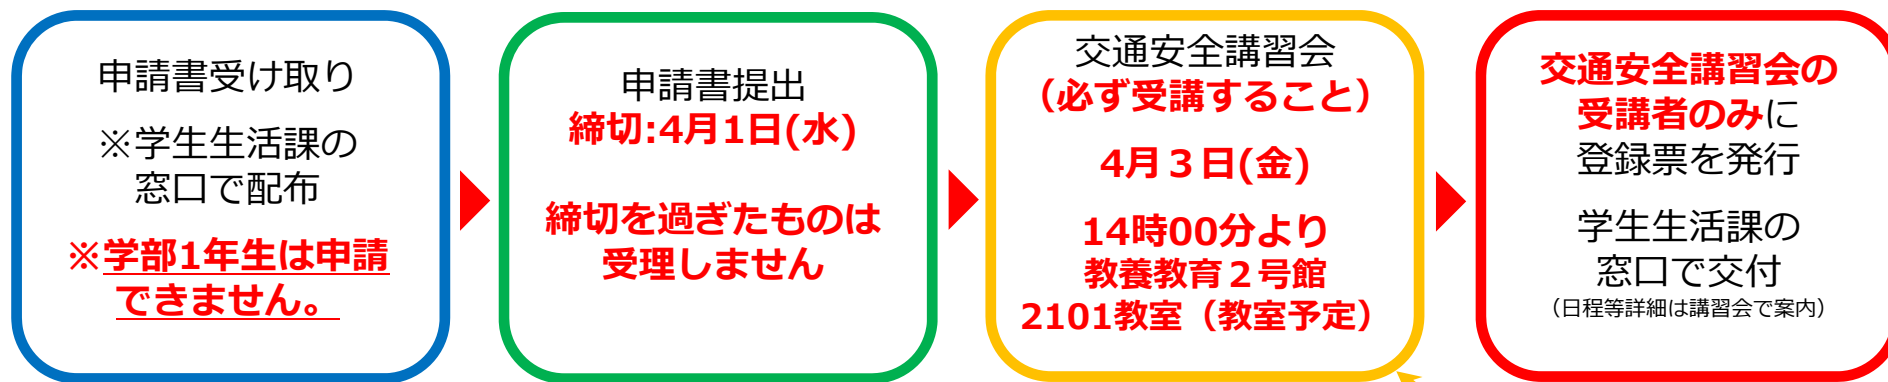 申請書受け取り
※学生生活課の
窓口で配布
※学部1年生は申請
できません。
申請書提出
締切:4月1日(水)
締切を過ぎたものは
受理しません
交通安全講習会
（必ず受講すること）
4月３日(金)
14時00分より
教養教育２号館
2101教室（教室予定）
交通安全講習会の
受講者のみに
登録票を発行
学生生活課の
窓口で交付
（日程等詳細は講習会で案内）